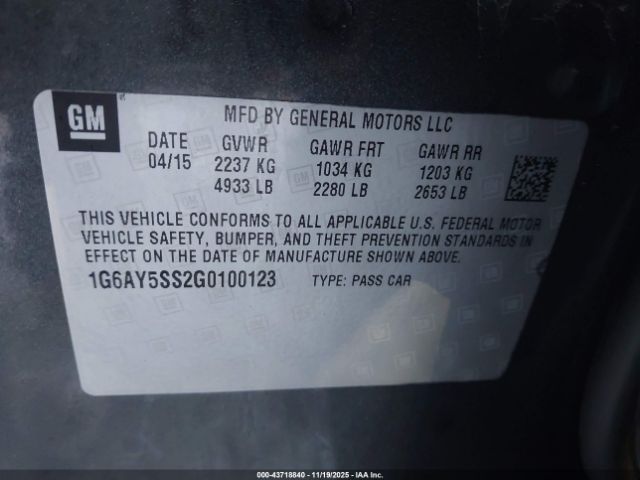 GM
MFD BY GENERAL MOTORS LLC
DATE GVWR GAWR FRT GAWR RR
04/15 2237 KG 1034 KG 1203 KG
4933 LB 2280 LB 2653 LB
THIS VEHICLE CONFORMS TO ALL APPLICABLE U.S. FEDERAL MOTOR
VEHICLE SAFETY, BUMPER, AND THEFT PREVENTION STANDARDS IN
EFFECT ON THE DATE OF MANUFACTURE SHOWN ABOVE.
1G6AY5SS2G0100123 TYPE: PASS CAR
000-43718840 - 11/19/2025 - IAA Inc.